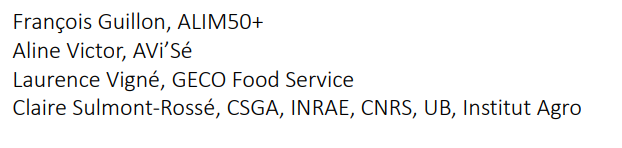 François Guillon, ALIM50+
Aline Victor, AVi’Sé
Laurence Vigné, GECO Food Service
Claire Sulmont-Rossé, CSGA, INRAE, CNRS, UB, Institut Agro